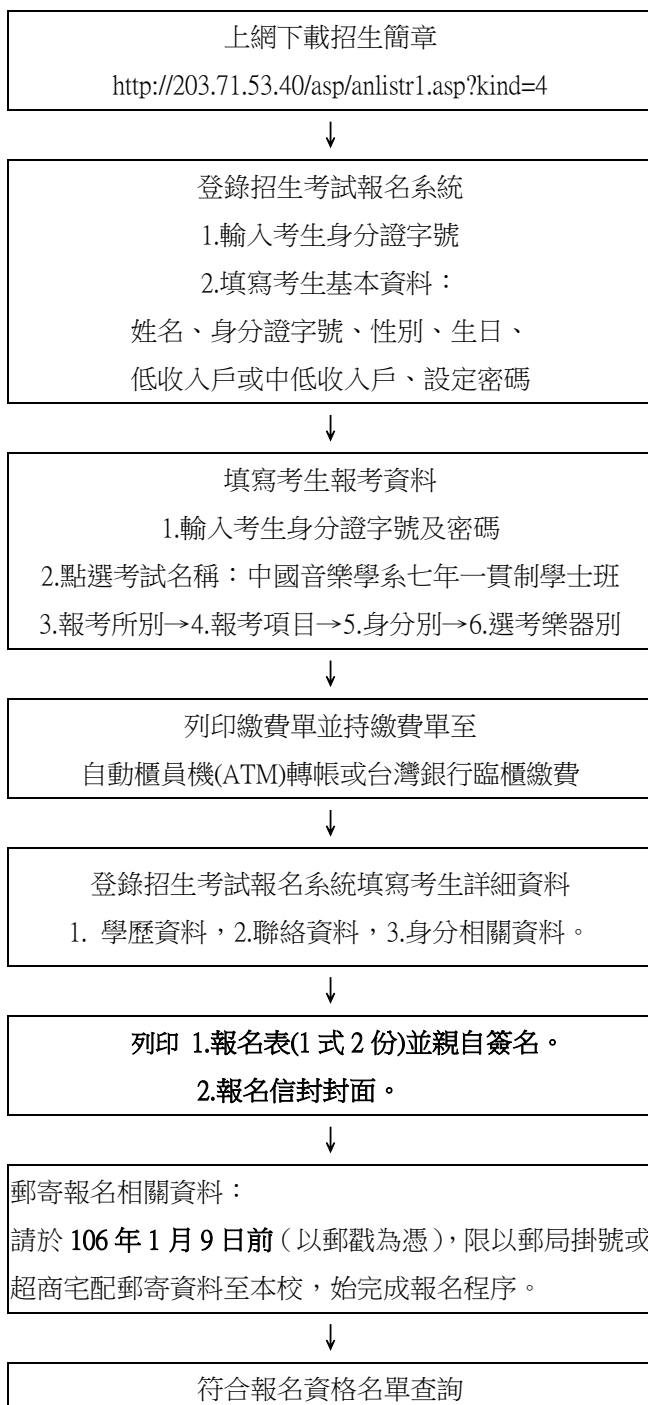 上網下載招生簡章
http://203.71.53.40/asp/anlistr1.asp?kind=4
↓
登錄招生考試報名系統
1.輸入考生身分證字號
2.填寫考生基本資料：
姓名、身分證字號、性別、生日、
低收入戶或中低收入戶、設定密碼
↓
填寫考生報考資料
1.輸入考生身分證字號及密碼
2.點選考試名稱：中國音樂學系七年一貫制學士班
3.報考所別→4.報考項目→5.身分別→6.選考樂器別
↓
列印繳費單並持繳費單至
自動櫃員機(ATM)轉帳或台灣銀行臨櫃繳費
↓
登錄招生考試報名系統填寫考生詳細資料
1. 學歷資料，2.聯絡資料，3.身分相關資料。
↓
列印 1.報名表(1 式 2 份)並親自簽名。
2.報名信封封面。
↓
郵寄報名相關資料：
請於 106 年 1 月 9 日前（以郵戳為憑），限以郵局掛號或
超商宅配郵寄資料至本校，始完成報名程序。
↓
符合報名資格名單查詢